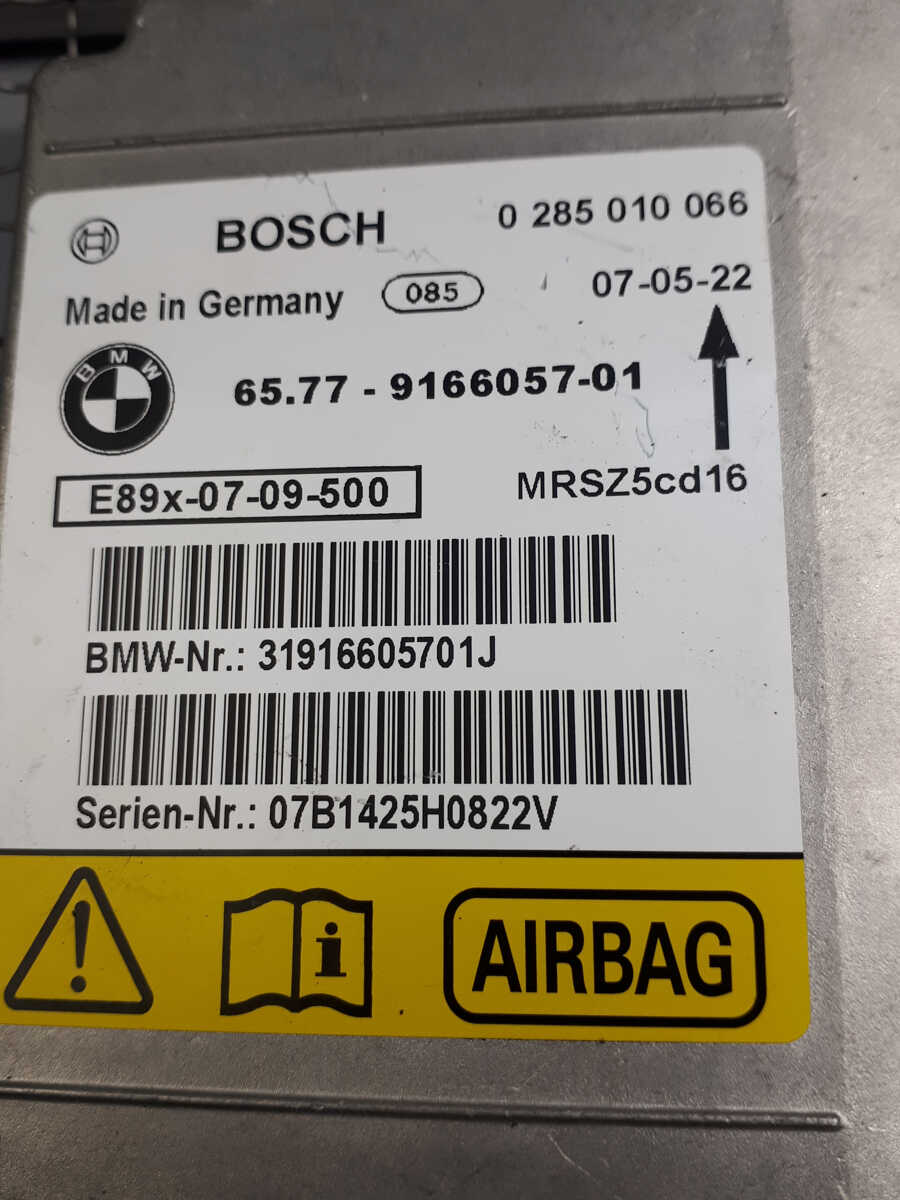 BOSCH 0 285 010 066
Made in Germany 085 07-05-22
BMW
65.77 - 9166057-01
E89x-07-09-500 MRSZ5cd16
BMW-Nr.: 31916605701J
Serien-Nr.: 07B1425H0822V
! i AIRBAG